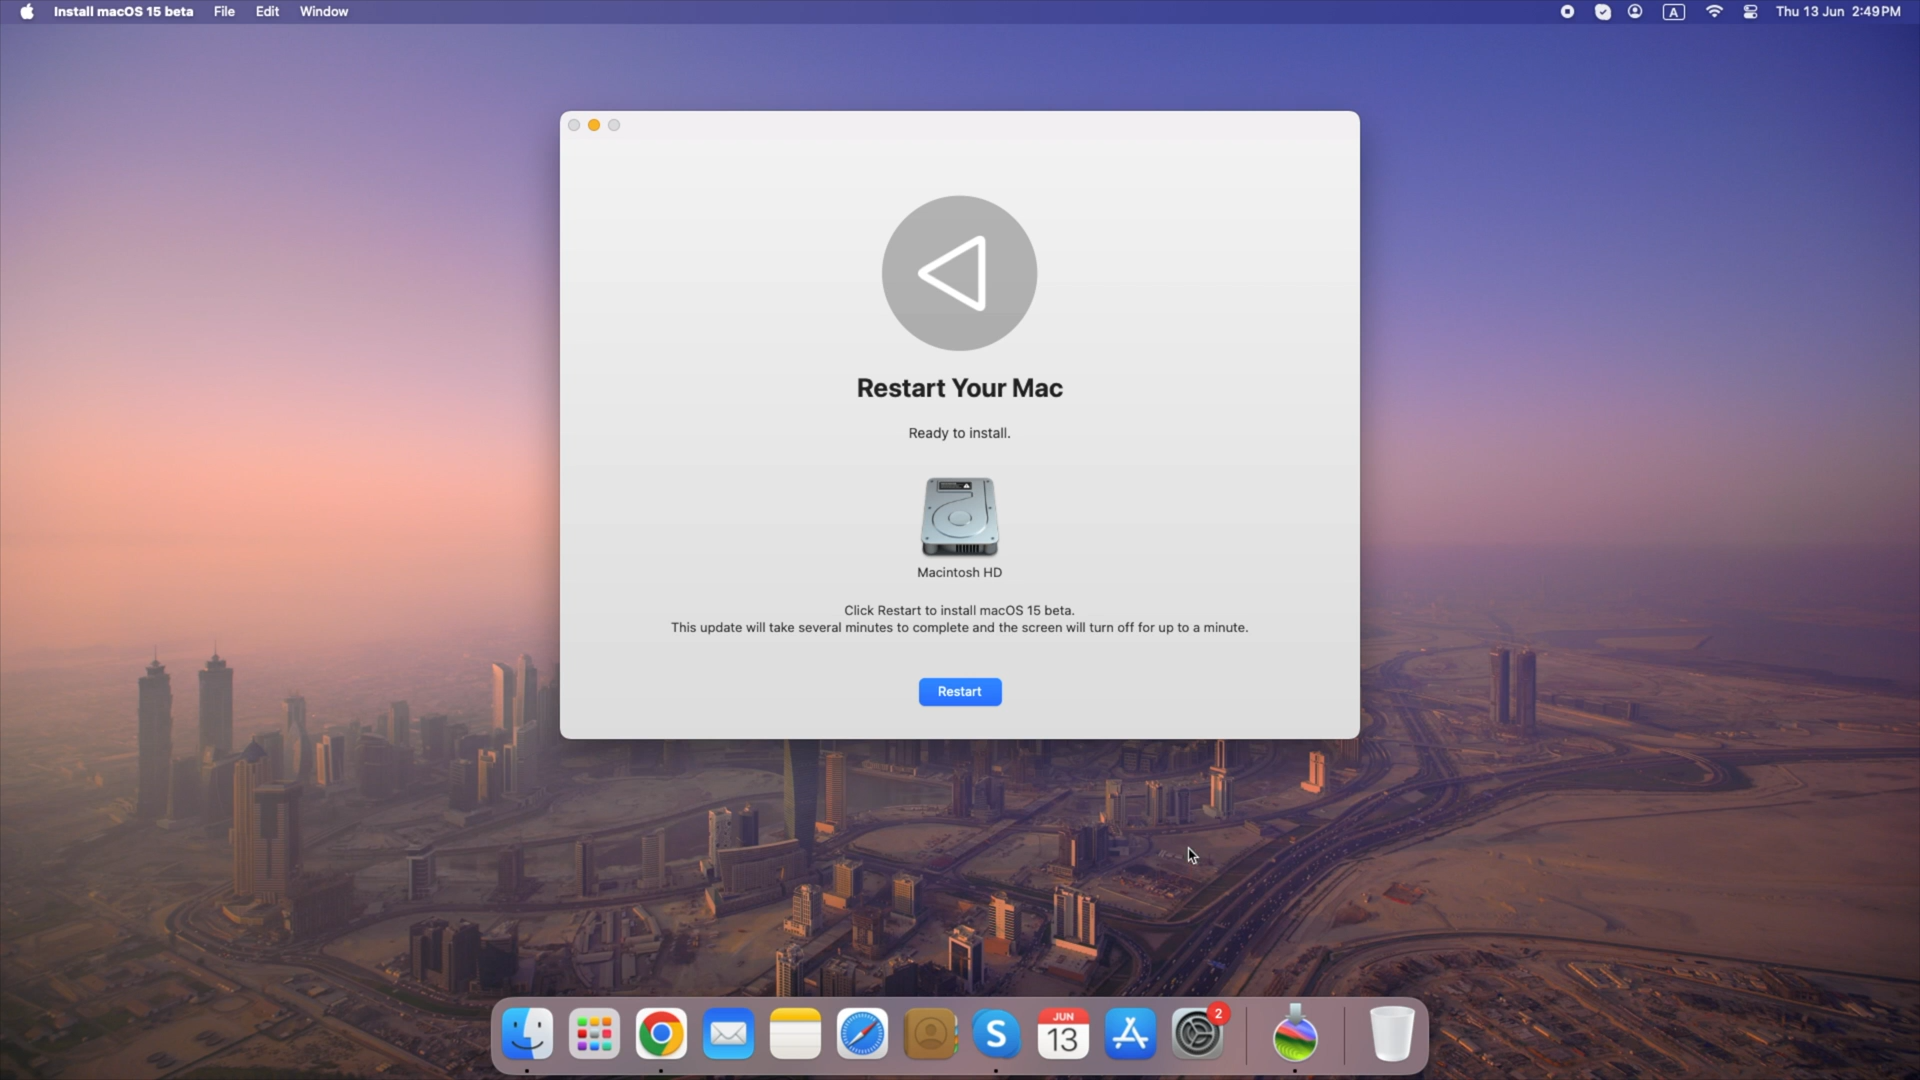 Install macOS 15 beta File Edit Window A Thu 13 Jun 2:49 PM
Restart Your Mac
Ready to install.
Macintosh HD
Click Restart to install macOS 15 beta.
This update will take several minutes to complete and the screen will turn off for up to a minute.
Restart
S
JUN
13
2